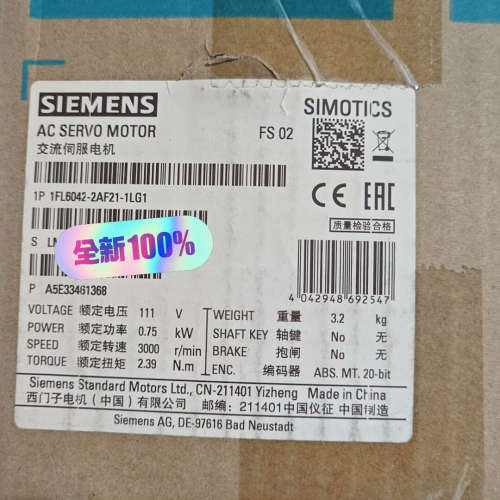 SIEMENS
SIMOTICS
AC SERVO MOTOR FS 02
交流伺服电机
1P 1FL6042-2AF21-1LG1
质量检验合格
S LN
全新100%
P A5E33461368
4 042948 692547
VOLTAGE 额定电压 111 V WEIGHT 重量 3.2 kg
POWER 额定功率 0.75 kW SHAFT KEY 轴键 No 无
SPEED 额定转速 3000 r/min BRAKE 抱闸 No 无
TORQUE 额定扭矩 2.39 N.m ENC. 编码器 ABS. MT. 20-bit
Siemens Standard Motors Ltd., CN-211401 Yizheng Made in China
西门子电机（中国）有限公司 邮编：211401中国仪征 中国制造
Siemens AG, DE-97616 Bad Neustadt
CE EAC